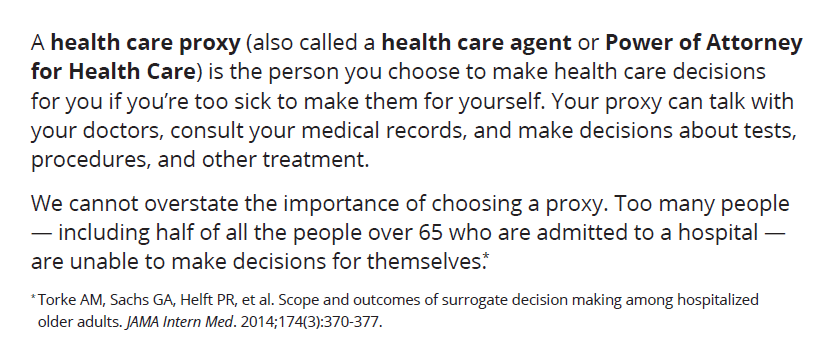 A health care proxy (also called a health care agent or Power of Attorney
for Health Care) is the person you choose to make health care decisions
for you if you’re too sick to make them for yourself. Your proxy can talk with
your doctors, consult your medical records, and make decisions about tests,
procedures, and other treatment.
We cannot overstate the importance of choosing a proxy. Too many people
— including half of all the people over 65 who are admitted to a hospital —
are unable to make decisions for themselves.*
*Torke AM, Sachs GA, Helft PR, et al. Scope and outcomes of surrogate decision making among hospitalized
older adults. JAMA Intern Med. 2014;174(3):370-377.